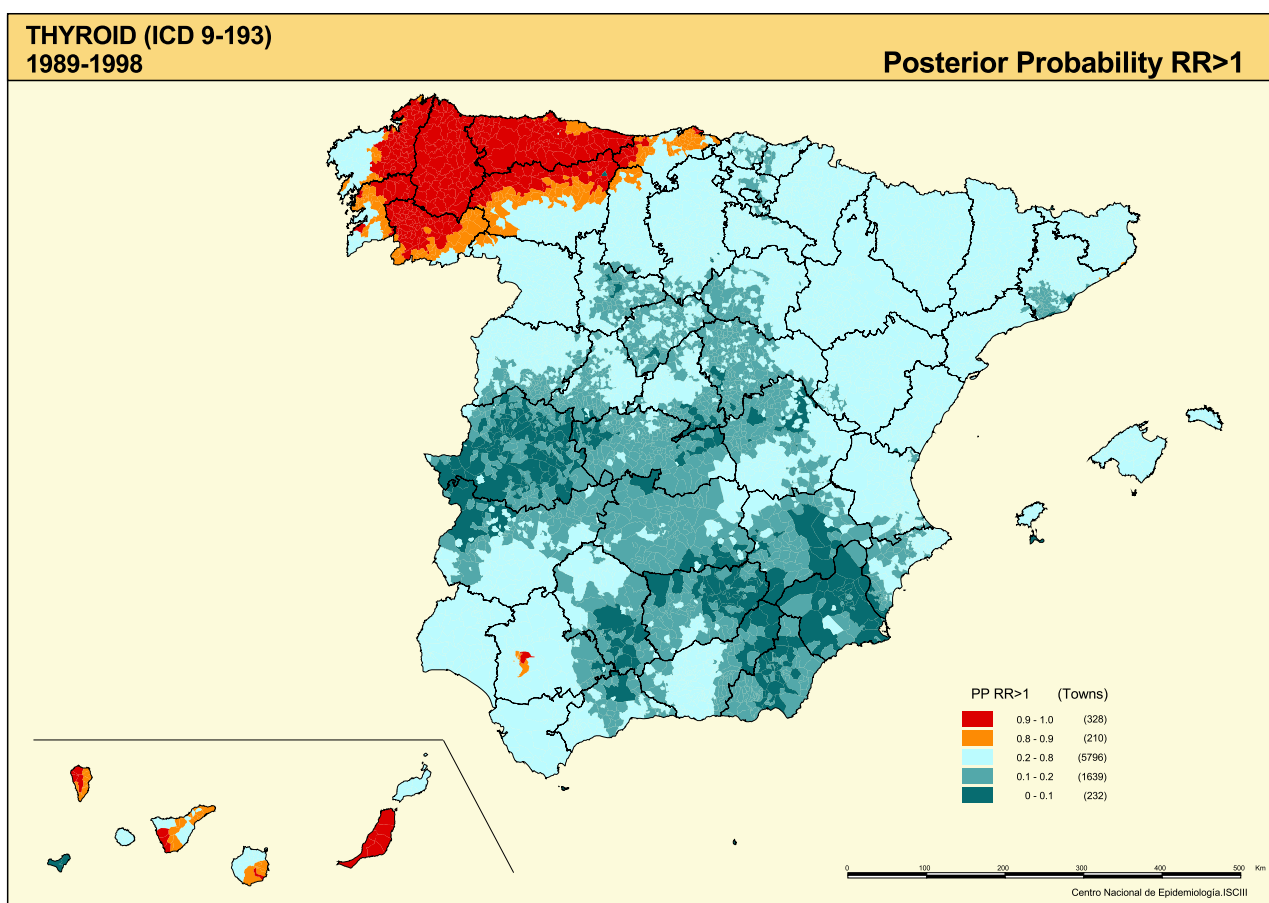 THYROID (ICD 9-193)
1989-1998
Posterior Probability RR>1
PP RR>1 (Towns)
0.9 - 1.0 (328)
0.8 - 0.9 (210)
0.2 - 0.8 (5796)
0.1 - 0.2 (1639)
0 - 0.1 (232)
0 100 200 300 400 500 Km
Centro Nacional de Epidemiología.ISCIII